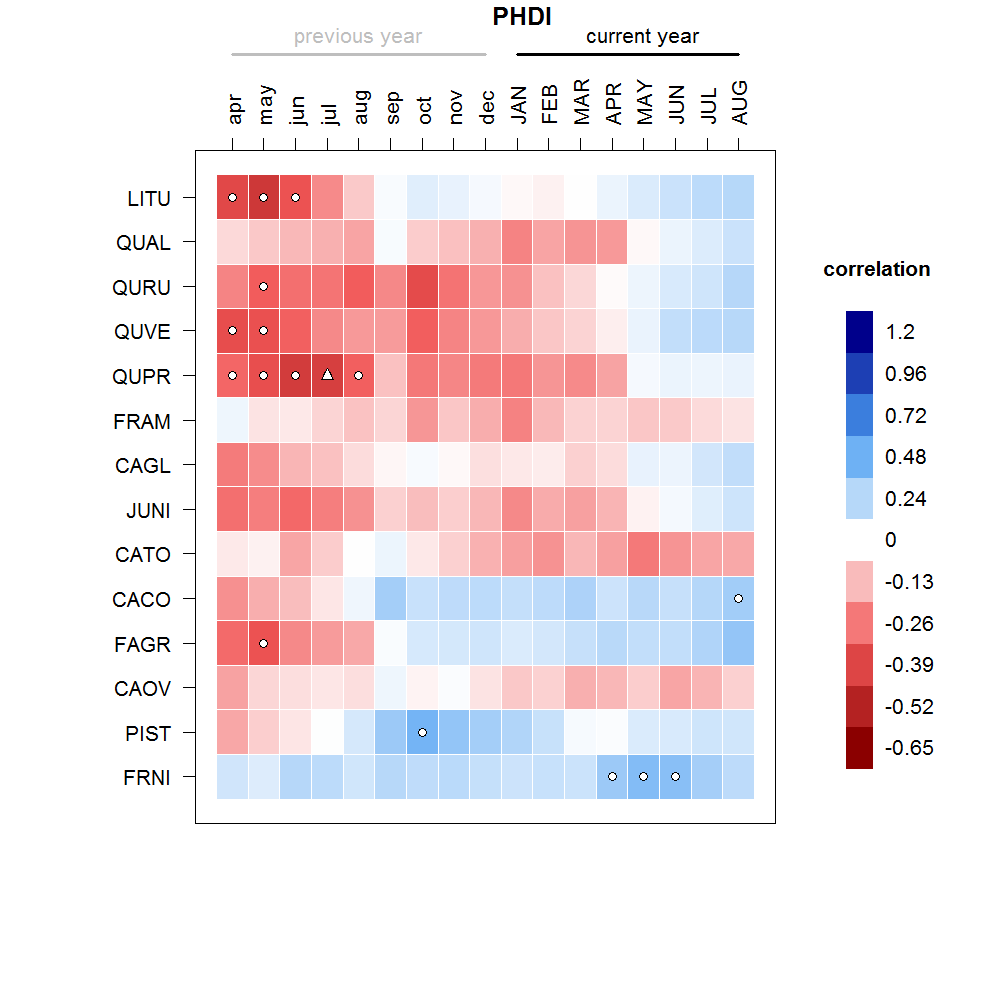 PHDI
previous year current year
apr may jun jul aug sep oct nov dec JAN FEB MAR APR MAY JUN JUL AUG
LITU
QUAL
QURU
QUVE
QUPR
FRAM
CAGL
JUNI
CATO
CACO
FAGR
CAOV
PIST
FRNI
correlation
1.2
0.96
0.72
0.48
0.24
0
-0.13
-0.26
-0.39
-0.52
-0.65